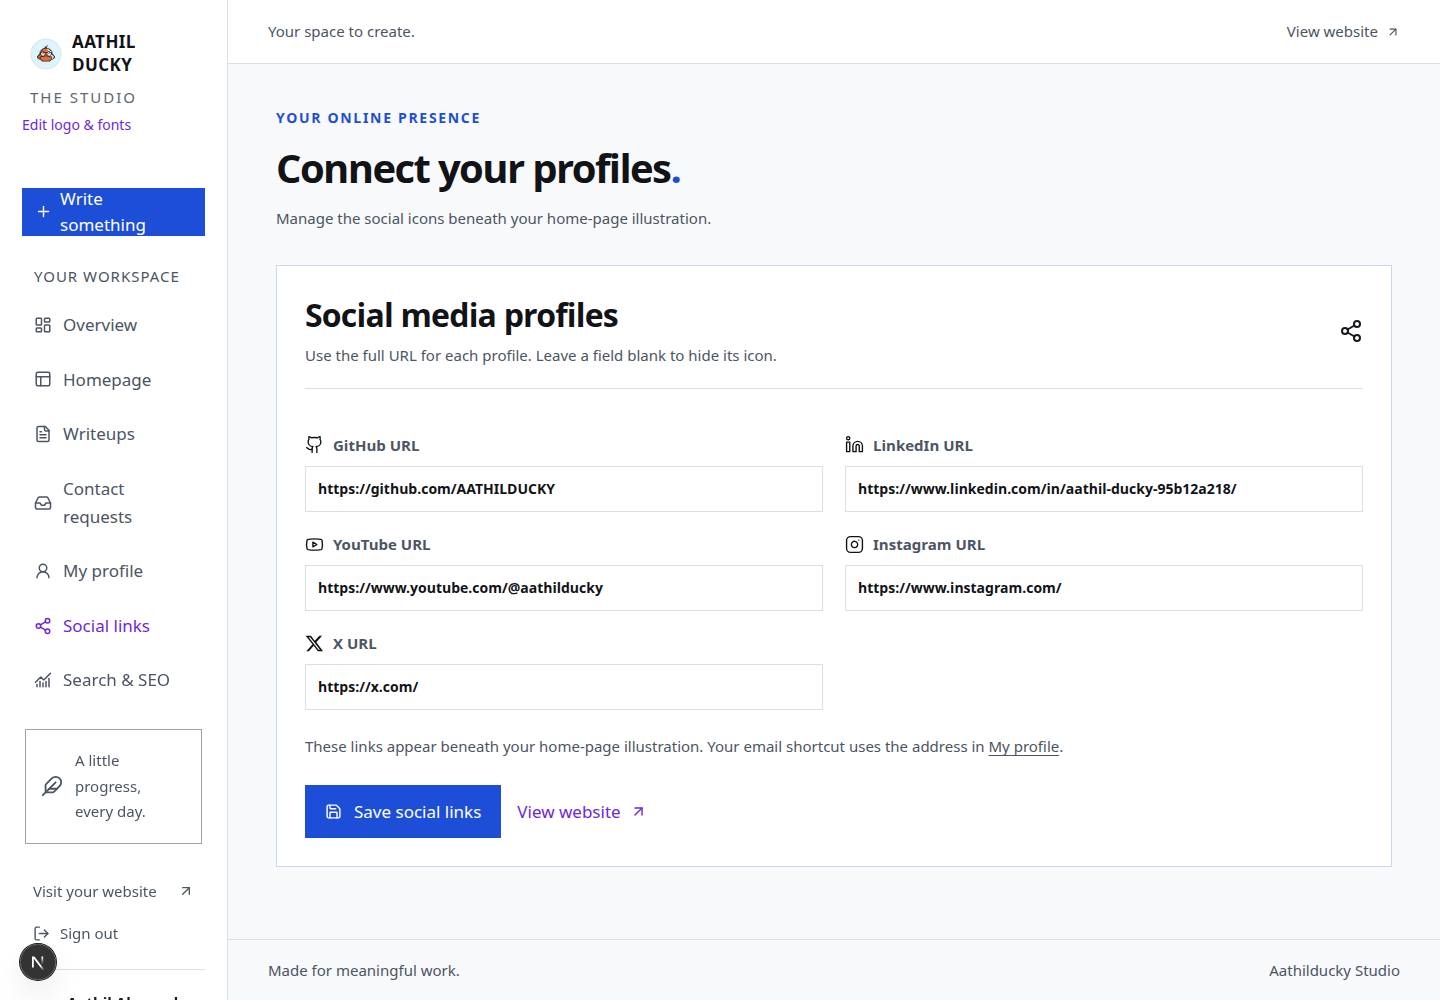 AATHIL
DUCKY
THE STUDIO
Edit logo & fonts
Write
something
YOUR WORKSPACE
Overview
Homepage
Writeups
Contact
requests
My profile
Social links
Search & SEO
A little
progress,
every day.
Visit your website
Sign out
N
Your space to create.
View website
YOUR ONLINE PRESENCE
Connect your profiles.
Manage the social icons beneath your home-page illustration.
Social media profiles
Use the full URL for each profile. Leave a field blank to hide its icon.
GitHub URL
https://github.com/AATHILDUCKY
LinkedIn URL
https://www.linkedin.com/in/aathil-ducky-95b12a218/
YouTube URL
https://www.youtube.com/@aathilducky
Instagram URL
https://www.instagram.com/
X URL
https://x.com/
These links appear beneath your home-page illustration. Your email shortcut uses the address in My profile.
Save social links
View website
Made for meaningful work.
Aathilducky Studio